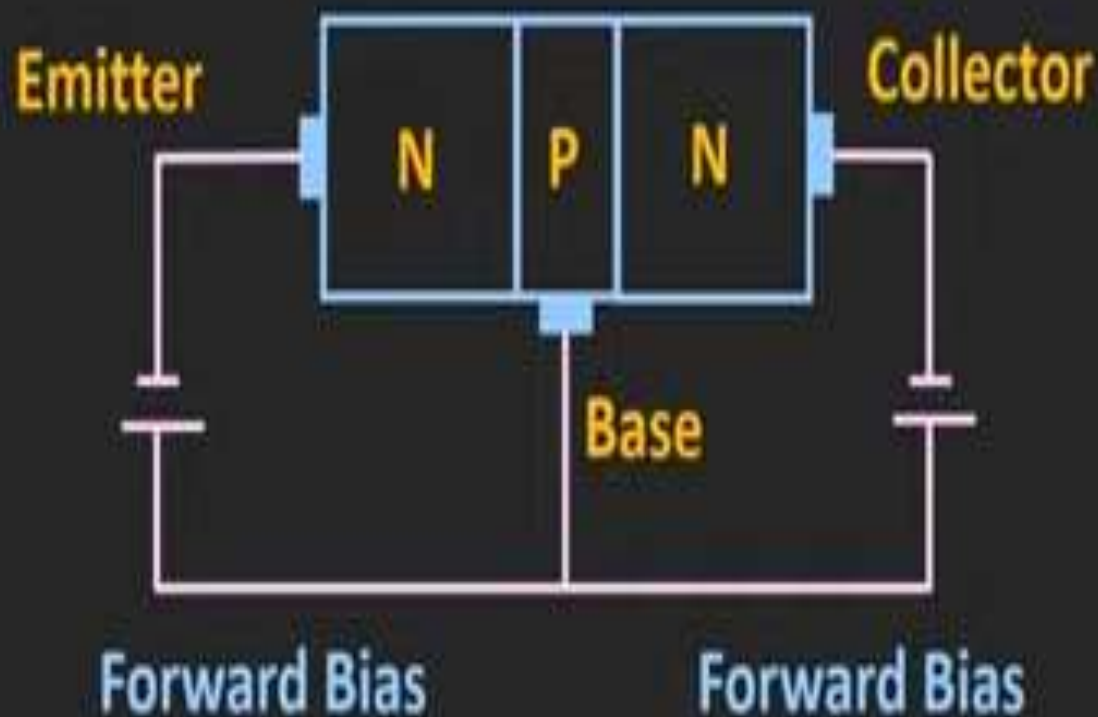 Emitter
Collector
N P N
Base
Forward Bias Forward Bias